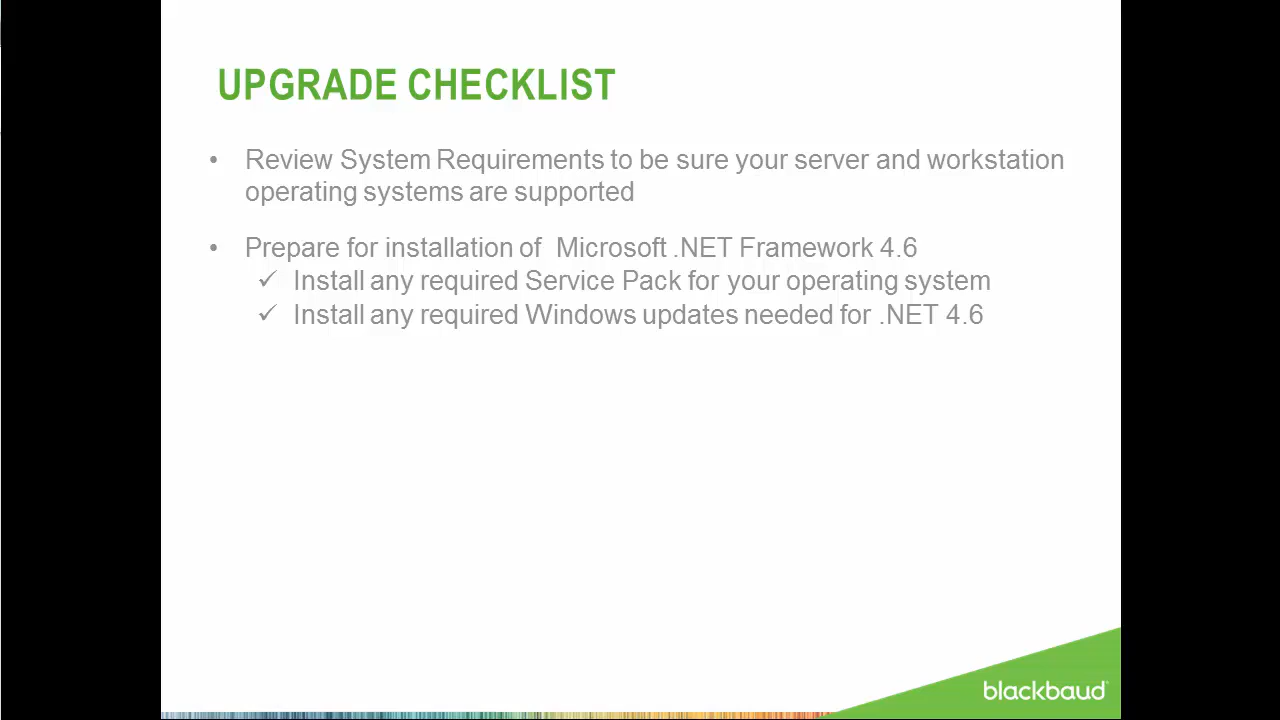 UPGRADE CHECKLIST
• Review System Requirements to be sure your server and workstation
operating systems are supported
• Prepare for installation of  Microsoft .NET Framework 4.6
✓ Install any required Service Pack for your operating system
✓ Install any required Windows updates needed for .NET 4.6
blackbaud